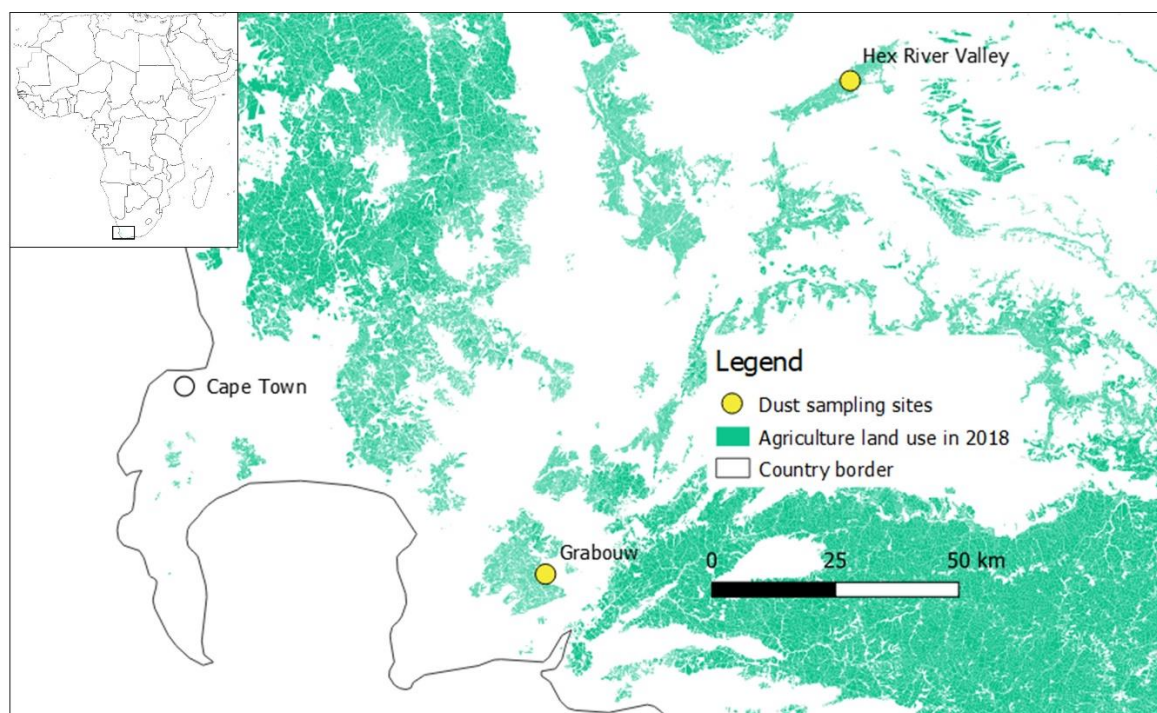 Hex River Valley
Cape Town
Legend
Dust sampling sites
Agriculture land use in 2018
Country border
Grabouw
0 25 50 km